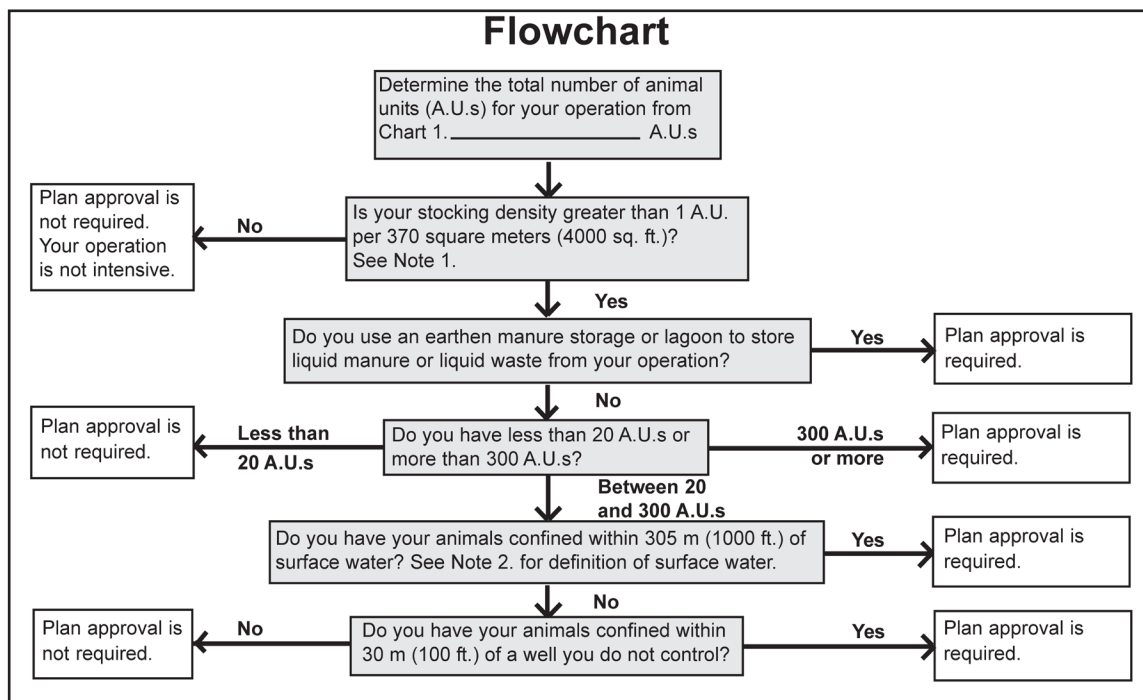 Flowchart
Determine the total number of animal
units (A.U.s) for your operation from
Chart 1. A.U.s
Plan approval is
not required.
Your operation
is not intensive.
No
Is your stocking density greater than 1 A.U.
per 370 square meters (4000 sq. ft.)?
See Note 1.
Yes
Do you use an earthen manure storage or lagoon to store
liquid manure or liquid waste from your operation?
Yes
Plan approval is
required.
No
Plan approval is
not required.
Less than
20 A.U.s
Do you have less than 20 A.U.s or
more than 300 A.U.s?
300 A.U.s
or more
Plan approval is
required.
Between 20
and 300 A.U.s
Do you have your animals confined within 305 m (1000 ft.) of
surface water? See Note 2. for definition of surface water.
Yes
Plan approval is
required.
No
Plan approval is
not required.
No
Do you have your animals confined within
30 m (100 ft.) of a well you do not control?
Yes
Plan approval is
required.